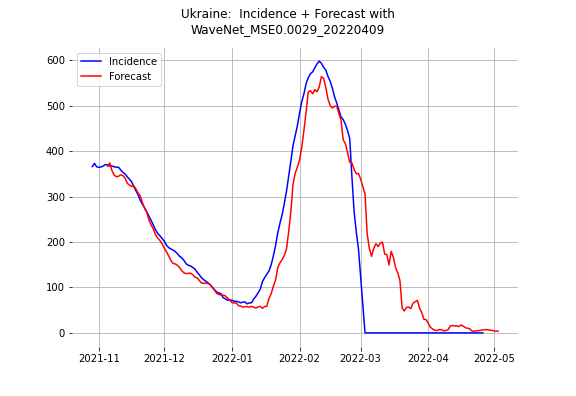 Ukraine:  Incidence + Forecast with
WaveNet_MSE0.0029_20220409
Incidence
Forecast
600
500
400
300
200
100
0
2021-11 2021-12 2022-01 2022-02 2022-03 2022-04 2022-05